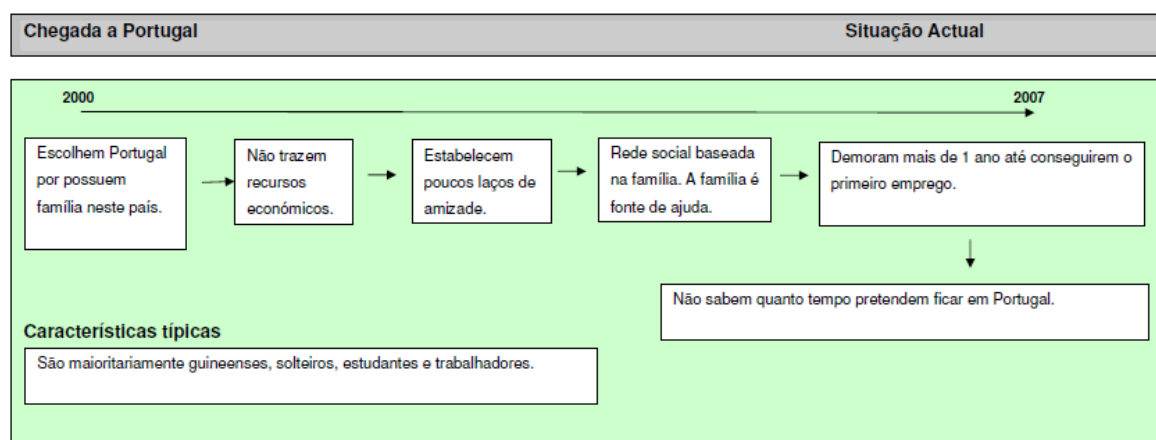 Chegada a Portugal
Situação Actual
2000
2007
Escolhem Portugal
por possuem
família neste país.
Não trazem
recursos
económicos.
Estabelecem
poucos laços de
amizade.
Rede social baseada
na família. A família é
fonte de ajuda.
Demoram mais de 1 ano até conseguirem o
primeiro emprego.
Não sabem quanto tempo pretendem ficar em Portugal.
Características típicas
São maioritariamente guineenses, solteiros, estudantes e trabalhadores.